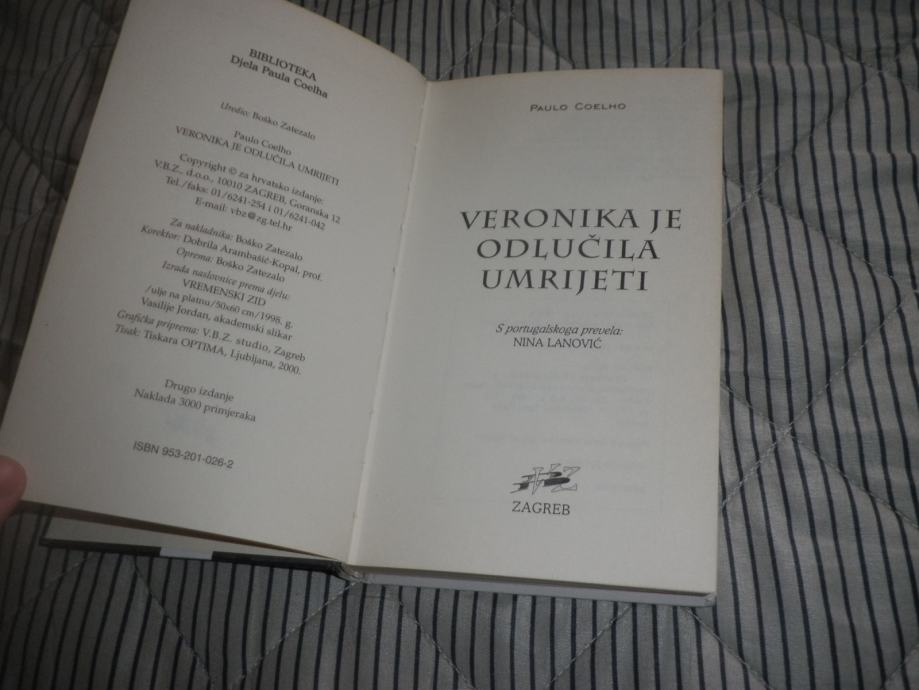 BIBLIOTEKA
Djela Paula Coelha
Uredio: Boško Zatezalo
Paulo Coelho
VERONIKA JE ODLUČILA UMRIJETI
Copyright © za hrvatsko izdanje:
V.B.Z., d.o.o., 10010 ZAGREB, Goranska 12
Tel./faks: 01/6241-254 i 01/6241-042
E-mail: vbz@zg.tel.hr
Za nakladnika: Boško Zatezalo
Korektor: Dobrila Arambašić-Kopal, prof.
Oprema: Boško Zatezalo
Izrada naslovnice prema djelu:
VREMENSKI ZID
/ulje na platnu/50x60 cm/1998. g.
Vasilije Jordan, akademski slikar
Grafička priprema: V.B.Z. studio, Zagreb
Tisak: Tiskara OPTIMA, Ljubljana, 2000.
Drugo izdanje
Naklada 3000 primjeraka
ISBN 953-201-026-2
PAULO COELHO
VERONIKA JE
ODLUČILA
UMRIJETI
S portugalskoga prevela:
NINA LANOVIĆ
VBZ
ZAGREB